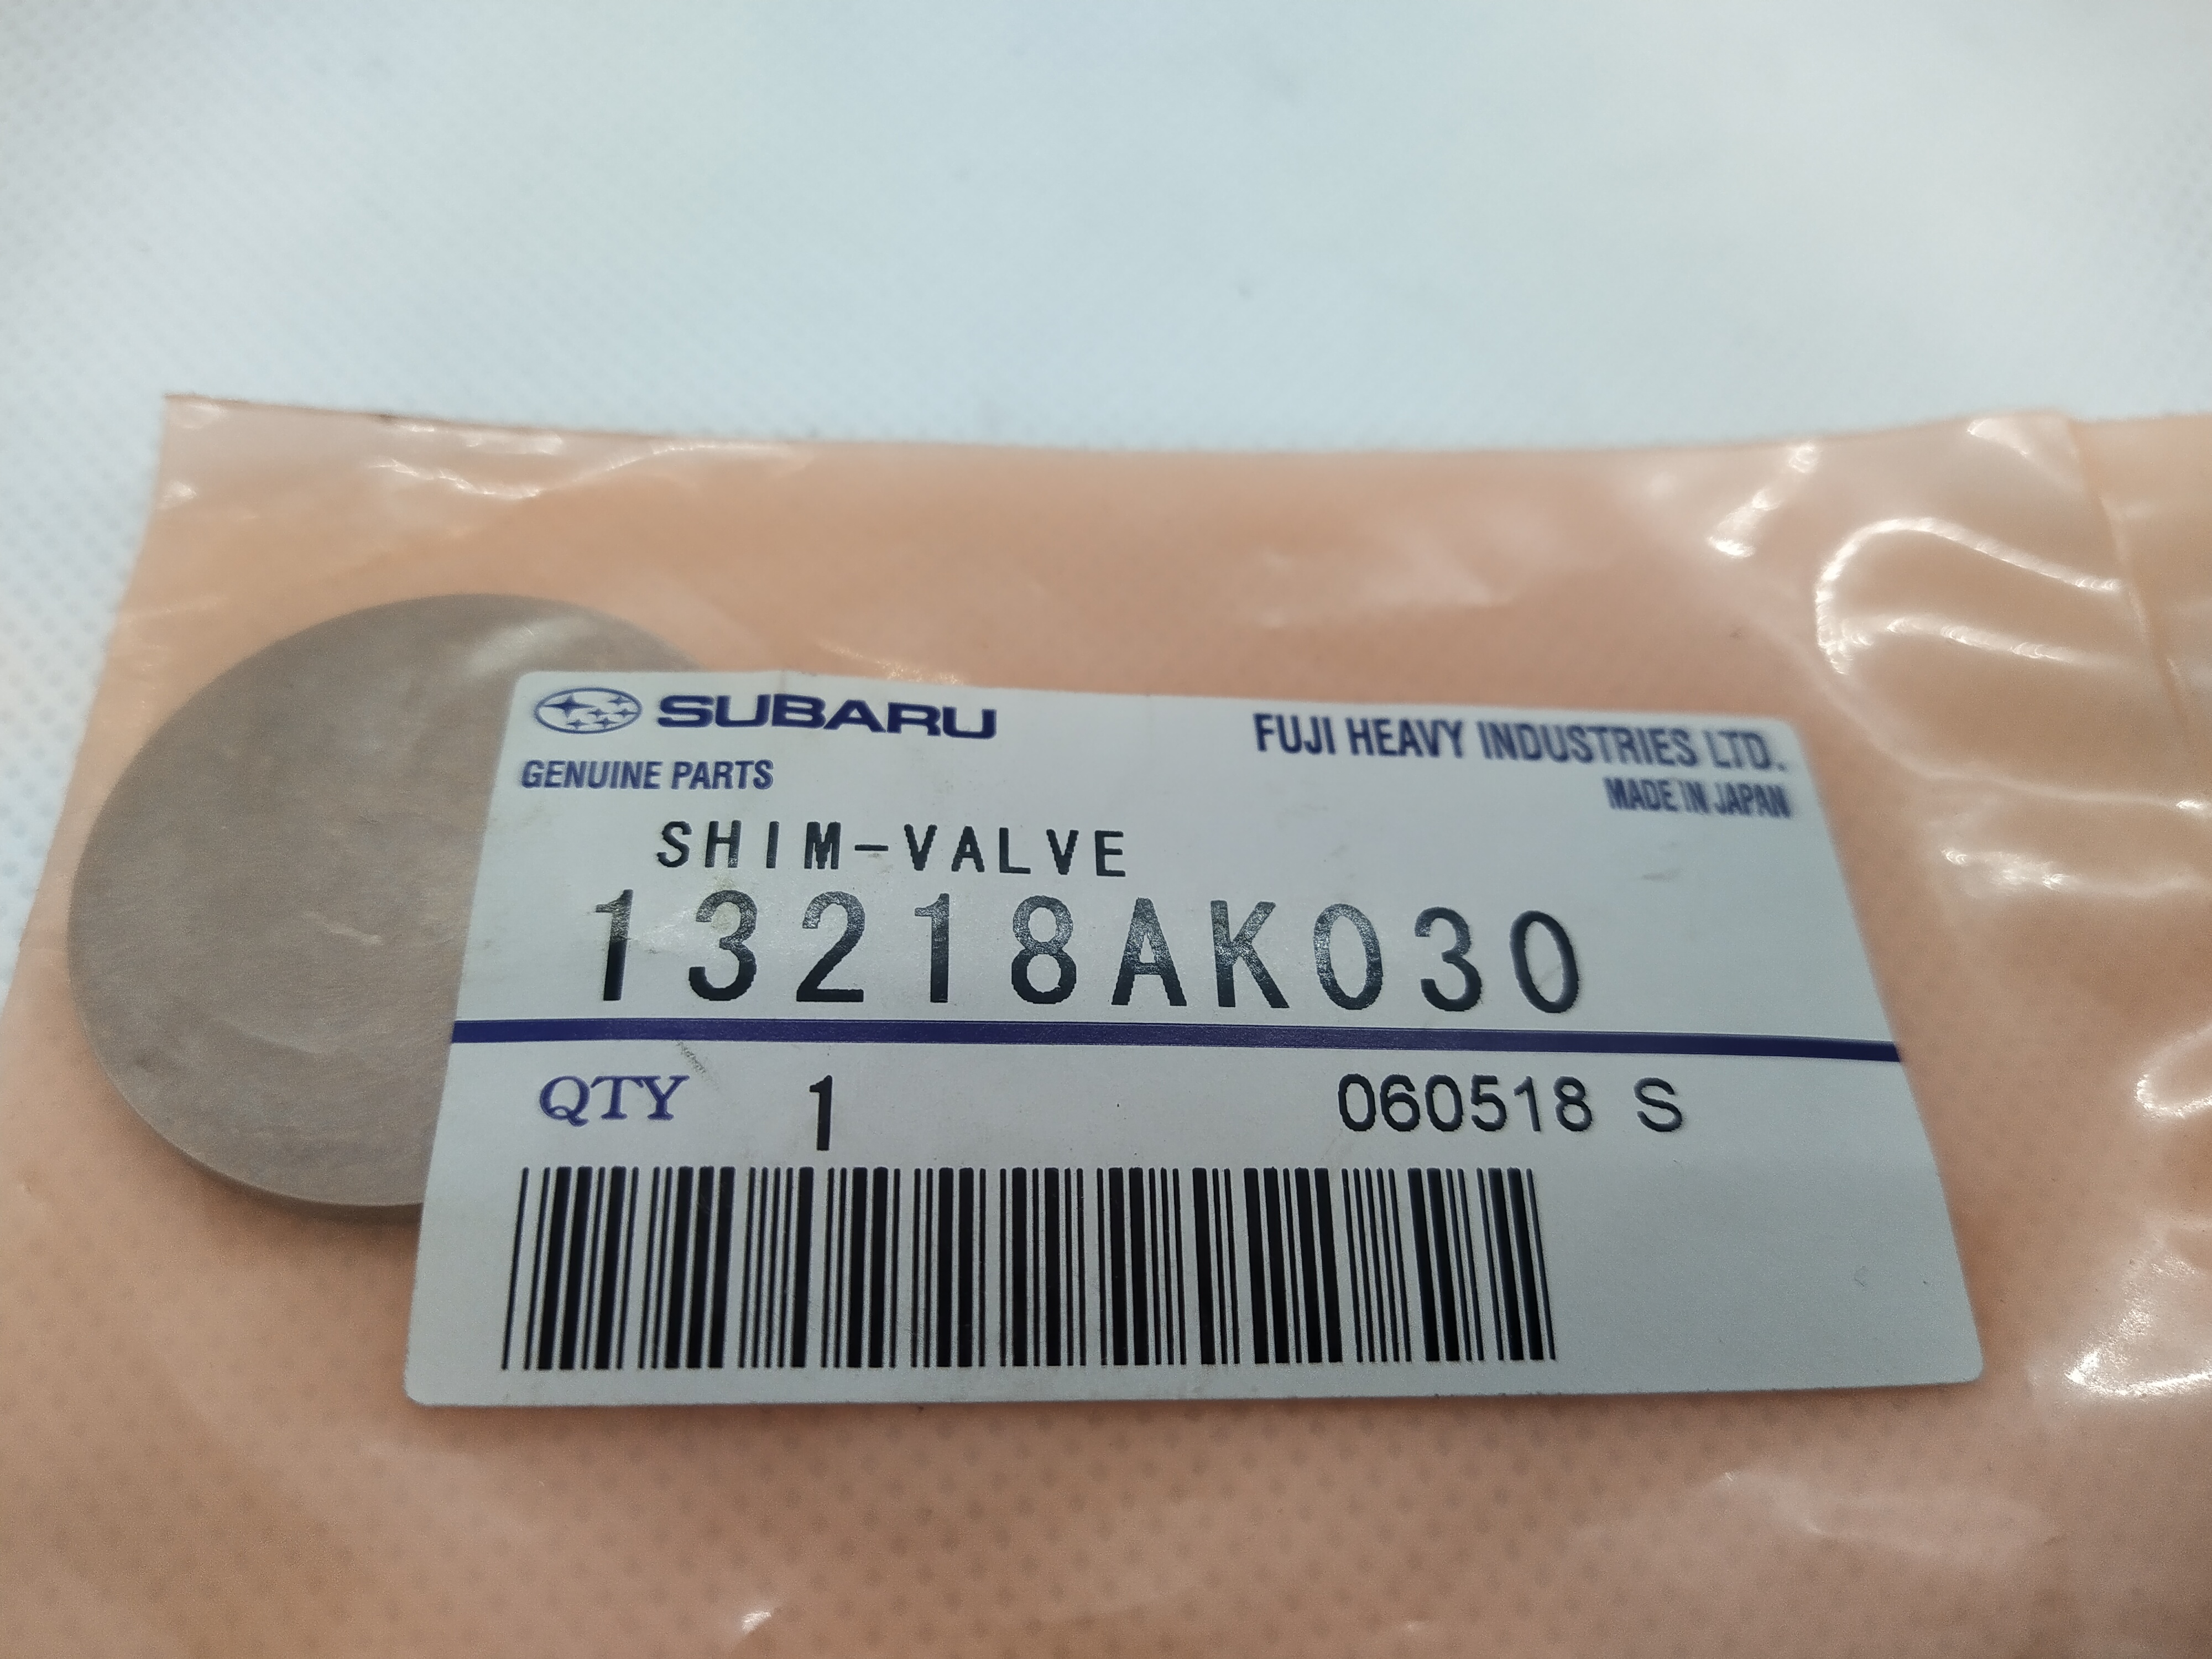 SUBARU
FUJI HEAVY INDUSTRIES LTD.
GENUINE PARTS
MADE IN JAPAN
SHIM-VALVE
13218AK030
QTY 1 060518 S